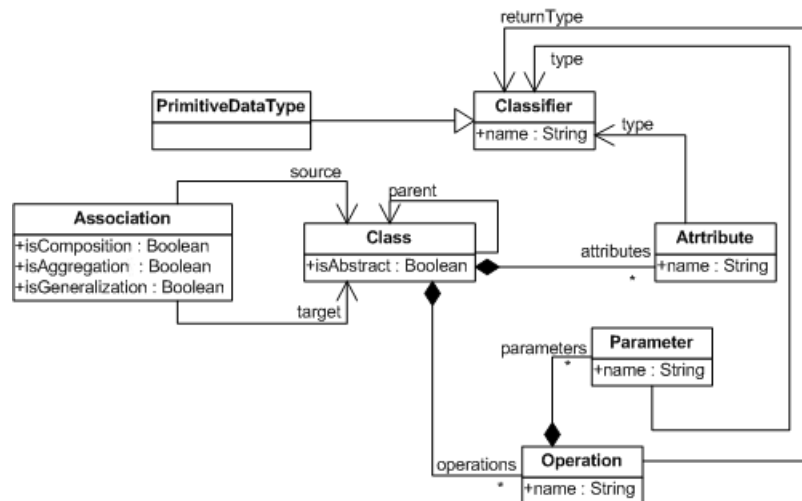 returnType
type
PrimitiveDataType
Classifier
+name : String
type
source
parent
Association
+isComposition : Boolean
+isAggregation : Boolean
+isGeneralization : Boolean
Class
+isAbstract : Boolean
attributes
*
Atrtribute
+name : String
target
parameters
*
Parameter
+name : String
operations
*
Operation
+name : String